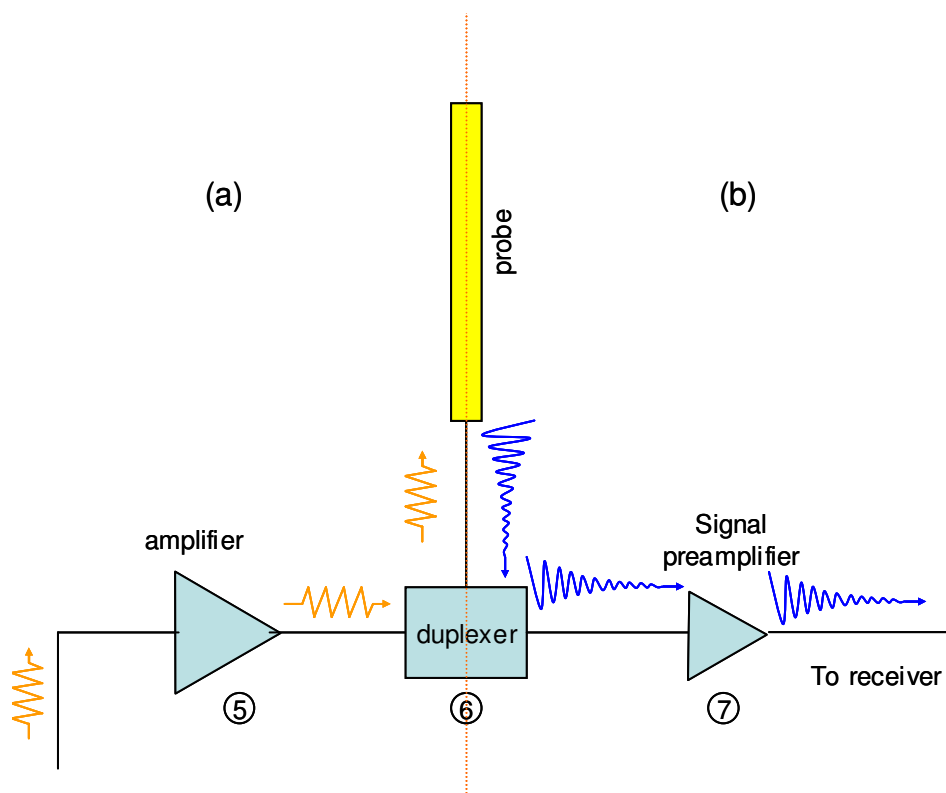 (a)
(b)
probe
amplifier
Signal
preamplifier
duplexer
To receiver
⑤
⑥
⑦